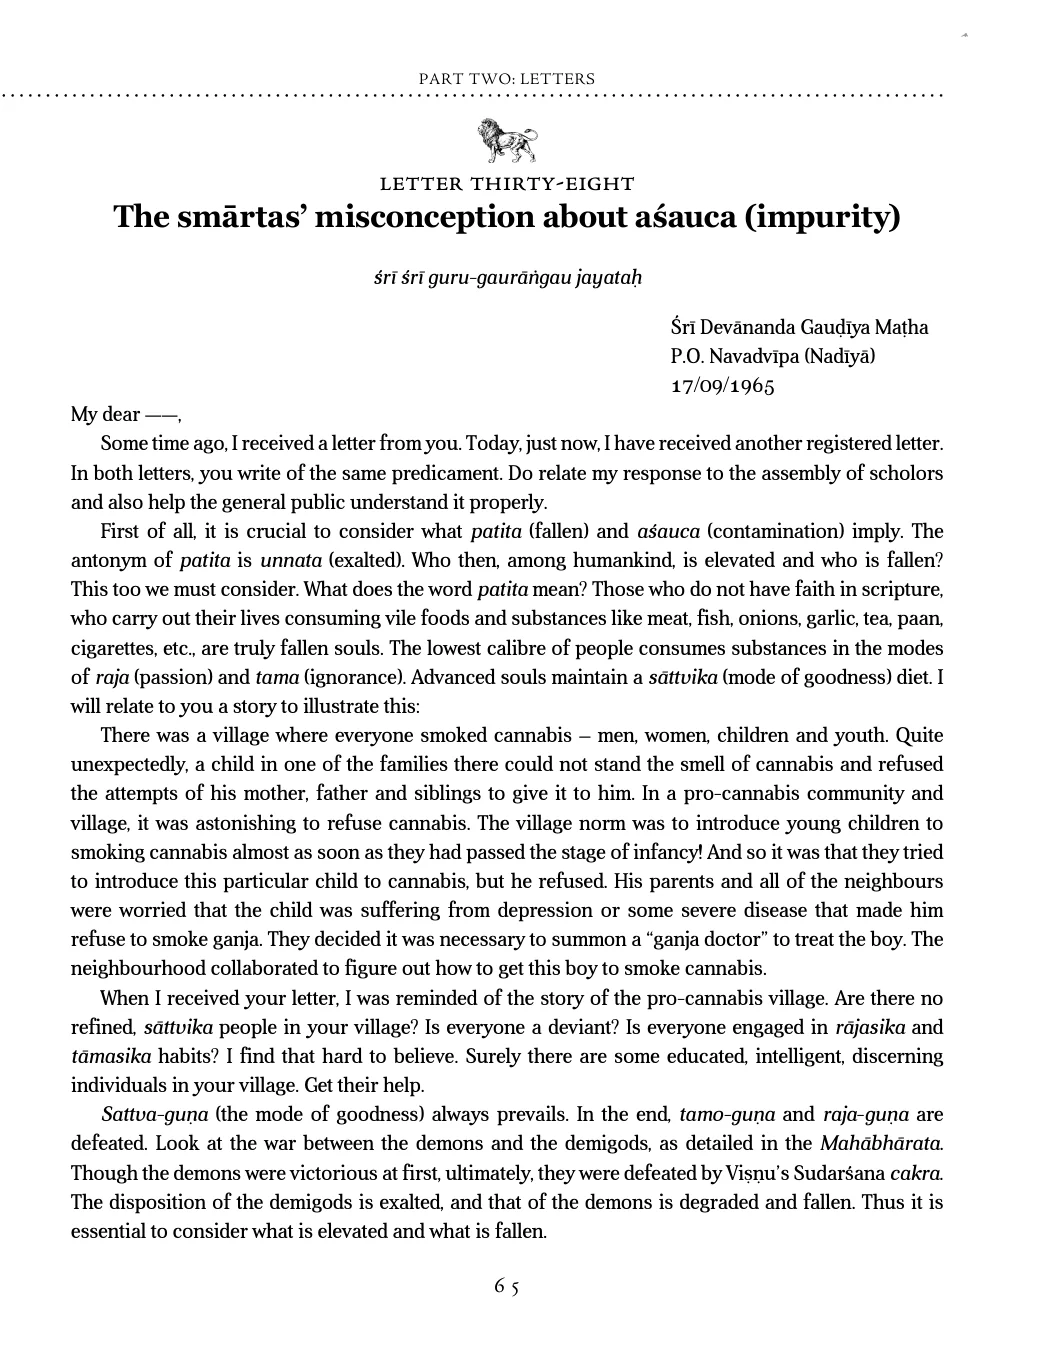 PART TWO: LETTERS
LETTER THIRTY-EIGHT
The smārtas’ misconception about aśauca (impurity)
śrī śrī guru-gaurāṅgau jayataḥ
Śrī Devānanda Gauḍīya Maṭha
P.O. Navadvīpa (Nadīyā)
17/09/1965
My dear ——,
Some time ago, I received a letter from you. Today, just now, I have received another registered letter.
In both letters, you write of the same predicament. Do relate my response to the assembly of scholors
and also help the general public understand it properly.
First of all, it is crucial to consider what patita (fallen) and aśauca (contamination) imply. The
antonym of patita is unnata (exalted). Who then, among humankind, is elevated and who is fallen?
This too we must consider. What does the word patita mean? Those who do not have faith in scripture,
who carry out their lives consuming vile foods and substances like meat, fish, onions, garlic, tea, paan,
cigarettes, etc., are truly fallen souls. The lowest calibre of people consumes substances in the modes
of raja (passion) and tama (ignorance). Advanced souls maintain a sāttvika (mode of goodness) diet. I
will relate to you a story to illustrate this:
There was a village where everyone smoked cannabis – men, women, children and youth. Quite
unexpectedly, a child in one of the families there could not stand the smell of cannabis and refused
the attempts of his mother, father and siblings to give it to him. In a pro-cannabis community and
village, it was astonishing to refuse cannabis. The village norm was to introduce young children to
smoking cannabis almost as soon as they had passed the stage of infancy! And so it was that they tried
to introduce this particular child to cannabis, but he refused. His parents and all of the neighbours
were worried that the child was suffering from depression or some severe disease that made him
refuse to smoke ganja. They decided it was necessary to summon a “ganja doctor” to treat the boy. The
neighbourhood collaborated to figure out how to get this boy to smoke cannabis.
When I received your letter, I was reminded of the story of the pro-cannabis village. Are there no
refined, sāttvika people in your village? Is everyone a deviant? Is everyone engaged in rājasika and
tāmasika habits? I find that hard to believe. Surely there are some educated, intelligent, discerning
individuals in your village. Get their help.
Sattva-guṇa (the mode of goodness) always prevails. In the end, tamo-guṇa and raja-guṇa are
defeated. Look at the war between the demons and the demigods, as detailed in the Mahābhārata.
Though the demons were victorious at first, ultimately, they were defeated by Viṣṇu’s Sudarśana cakra.
The disposition of the demigods is exalted, and that of the demons is degraded and fallen. Thus it is
essential to consider what is elevated and what is fallen.
65